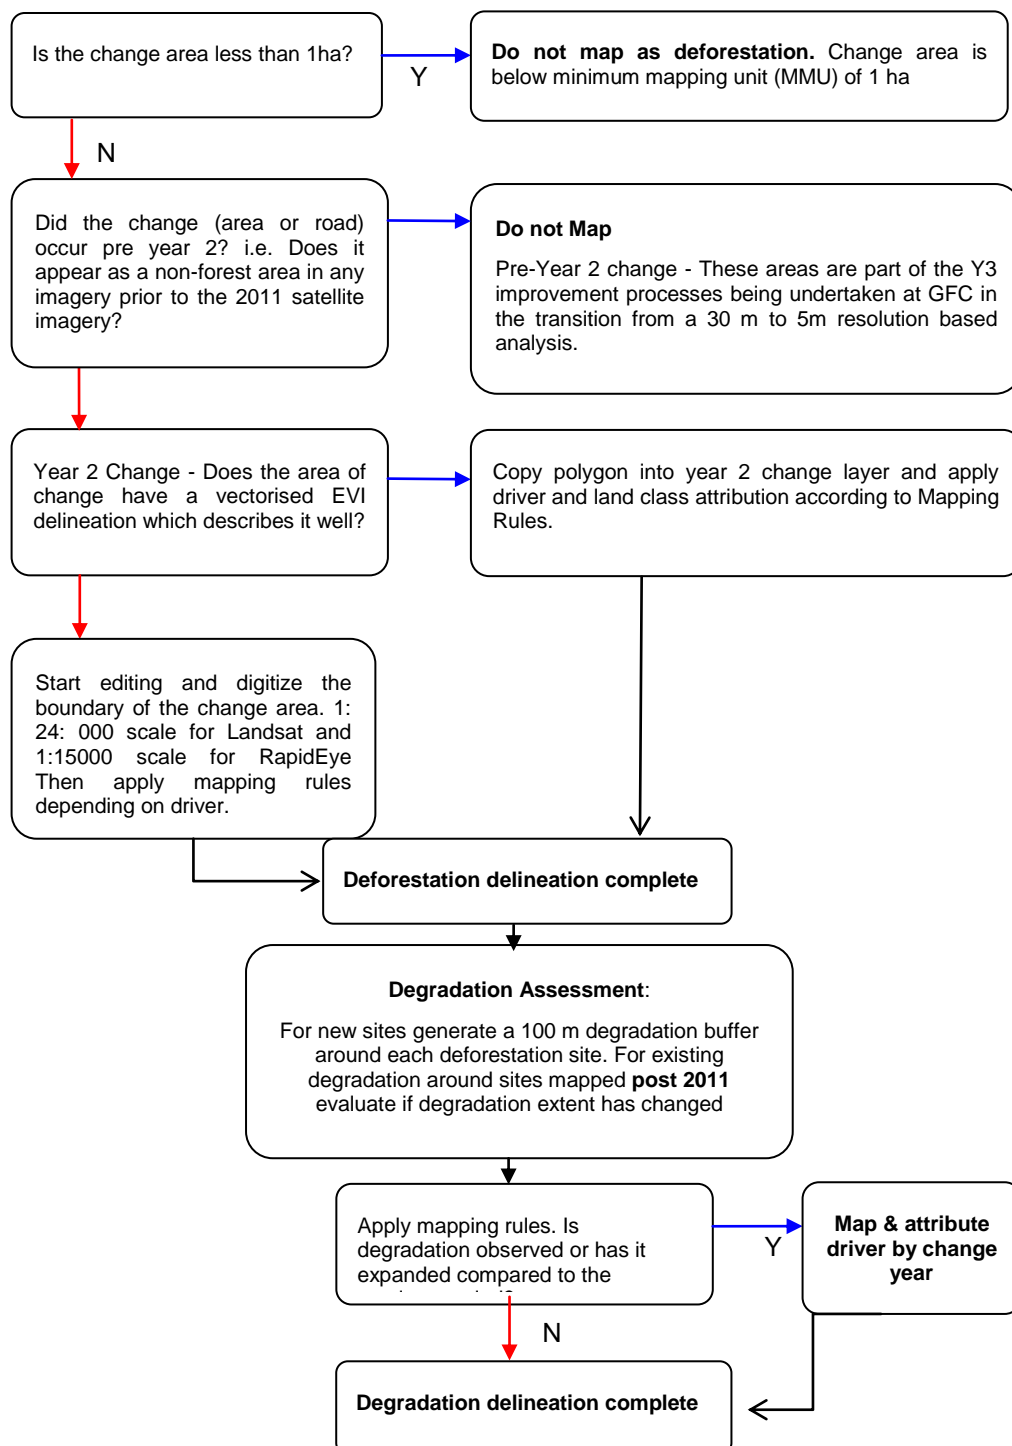 Is the change area less than 1ha?
Y
Do not map as deforestation. Change area is
below minimum mapping unit (MMU) of 1 ha
N
Did the change (area or road)
occur pre year 2? i.e. Does it
appear as a non-forest area in any
imagery prior to the 2011 satellite
imagery?
Do not Map
Pre-Year 2 change - These areas are part of the Y3
improvement processes being undertaken at GFC in
the transition from a 30 m to 5m resolution based
analysis.
Year 2 Change - Does the area of
change have a vectorised EVI
delineation which describes it well?
Copy polygon into year 2 change layer and apply
driver and land class attribution according to Mapping
Rules.
Start editing and digitize the
boundary of the change area. 1:
24: 000 scale for Landsat and
1:15000 scale for RapidEye
Then apply mapping rules
depending on driver.
Deforestation delineation complete
Degradation Assessment:
For new sites generate a 100 m degradation buffer
around each deforestation site. For existing
degradation around sites mapped post 2011
evaluate if degradation extent has changed
Apply mapping rules. Is
degradation observed or has it
expanded compared to the
Y
Map & attribute
driver by change
year
N
Degradation delineation complete